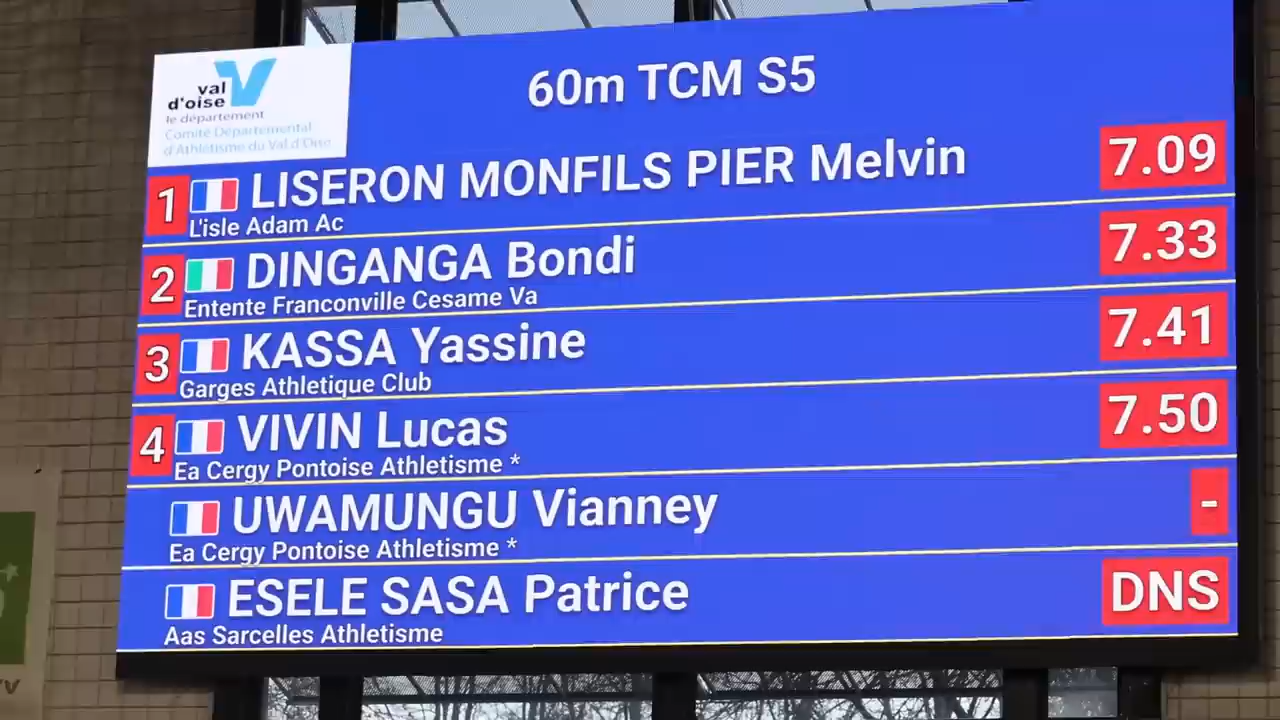 val
d'oise
le département
Comité Départemental
d'Athlétisme du Val d'Oise
60m TCM S5
1 LISERON MONFILS PIER Melvin 7.09
L'isle Adam Ac
2 DINGANGA Bondi 7.33
Entente Franconville Cesame Va
3 KASSA Yassine 7.41
Garges Athletique Club
4 VIVIN Lucas 7.50
Ea Cergy Pontoise Athletisme *
UWAMUNGU Vianney -
Ea Cergy Pontoise Athletisme *
ESELE SASA Patrice DNS
Aas Sarcelles Athletisme